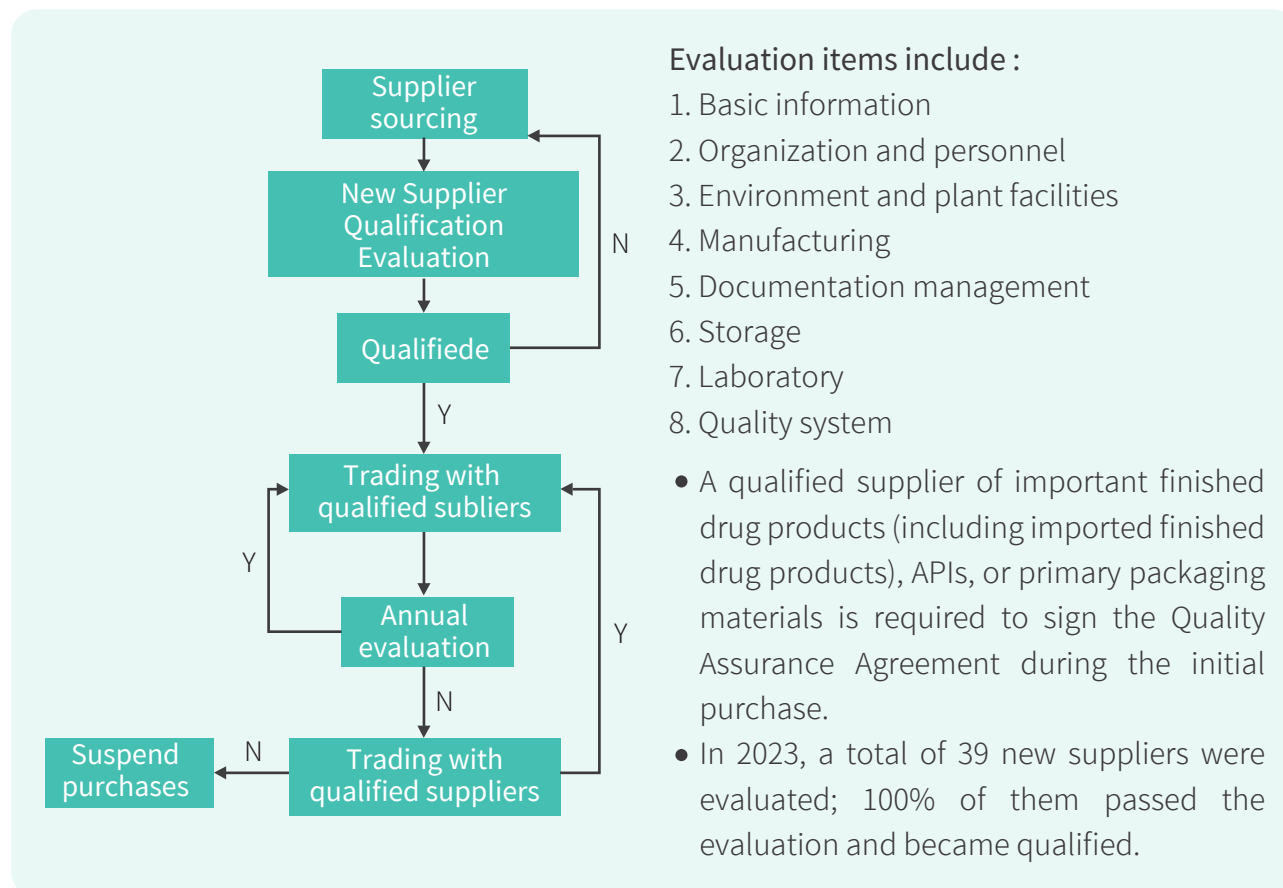 Supplier
sourcing
New Supplier
Qualification
Evaluation
N
Qualifiede
Y
Trading with
qualified subliers
Y
Annual
evaluation
Y
N
Suspend
purchases
N
Trading with
qualified suppliers
Evaluation items include :
1. Basic information
2. Organization and personnel
3. Environment and plant facilities
4. Manufacturing
5. Documentation management
6. Storage
7. Laboratory
8. Quality system
• A qualified supplier of important finished
drug products (including imported finished
drug products), APIs, or primary packaging
materials is required to sign the Quality
Assurance Agreement during the initial
purchase.
• In 2023, a total of 39 new suppliers were
evaluated; 100% of them passed the
evaluation and became qualified.